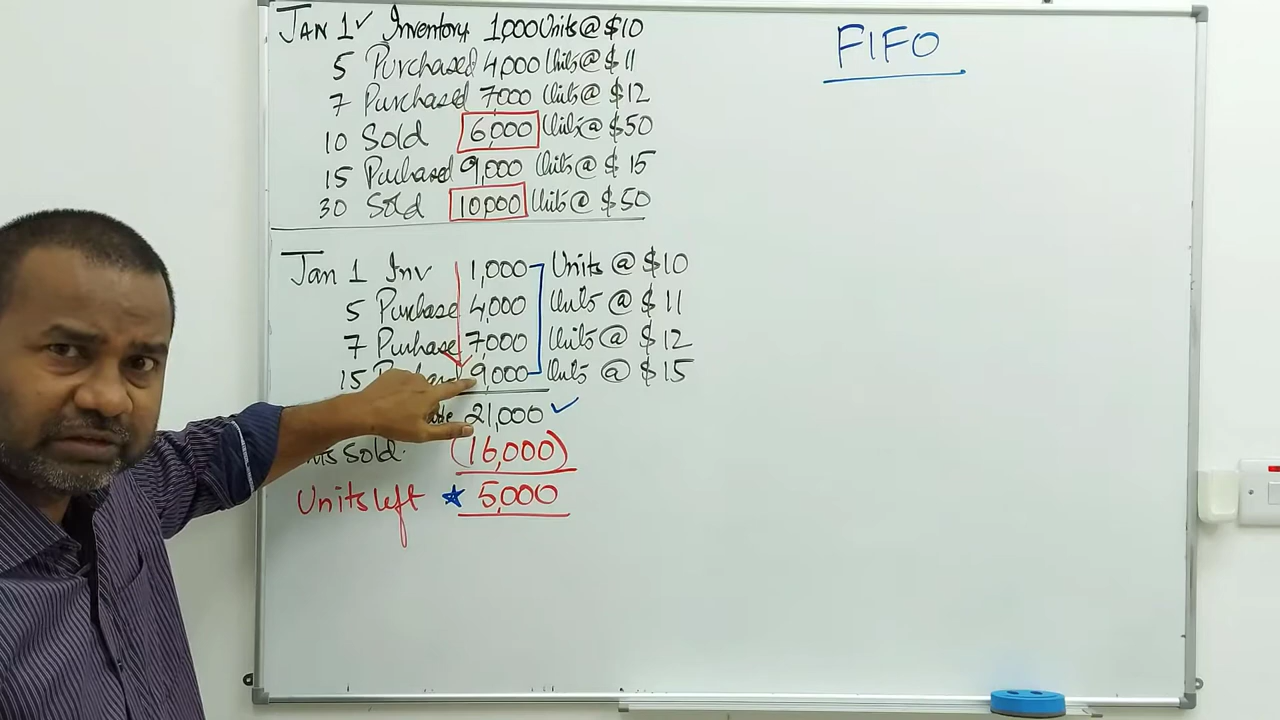 JAN 1✓ Inventory 1,000 Units @ $10
5 Purchased 4,000 Units @ $11
7 Purchased 7,000 Units @ $12
10 Sold 6,000 Units @ $50
15 Purchased 9,000 Units @ $15
30 Sold 10,000 Units @ $50
Jan 1 Inv 1,000 Units @ $10
5 Purchase 4,000 Units @ $11
7 Purchase 7,000 Units @ $12
15 9,000 Units @ $15
21,000 ✓
Sold. (16,000)
Units left ★ 5,000
FIFO